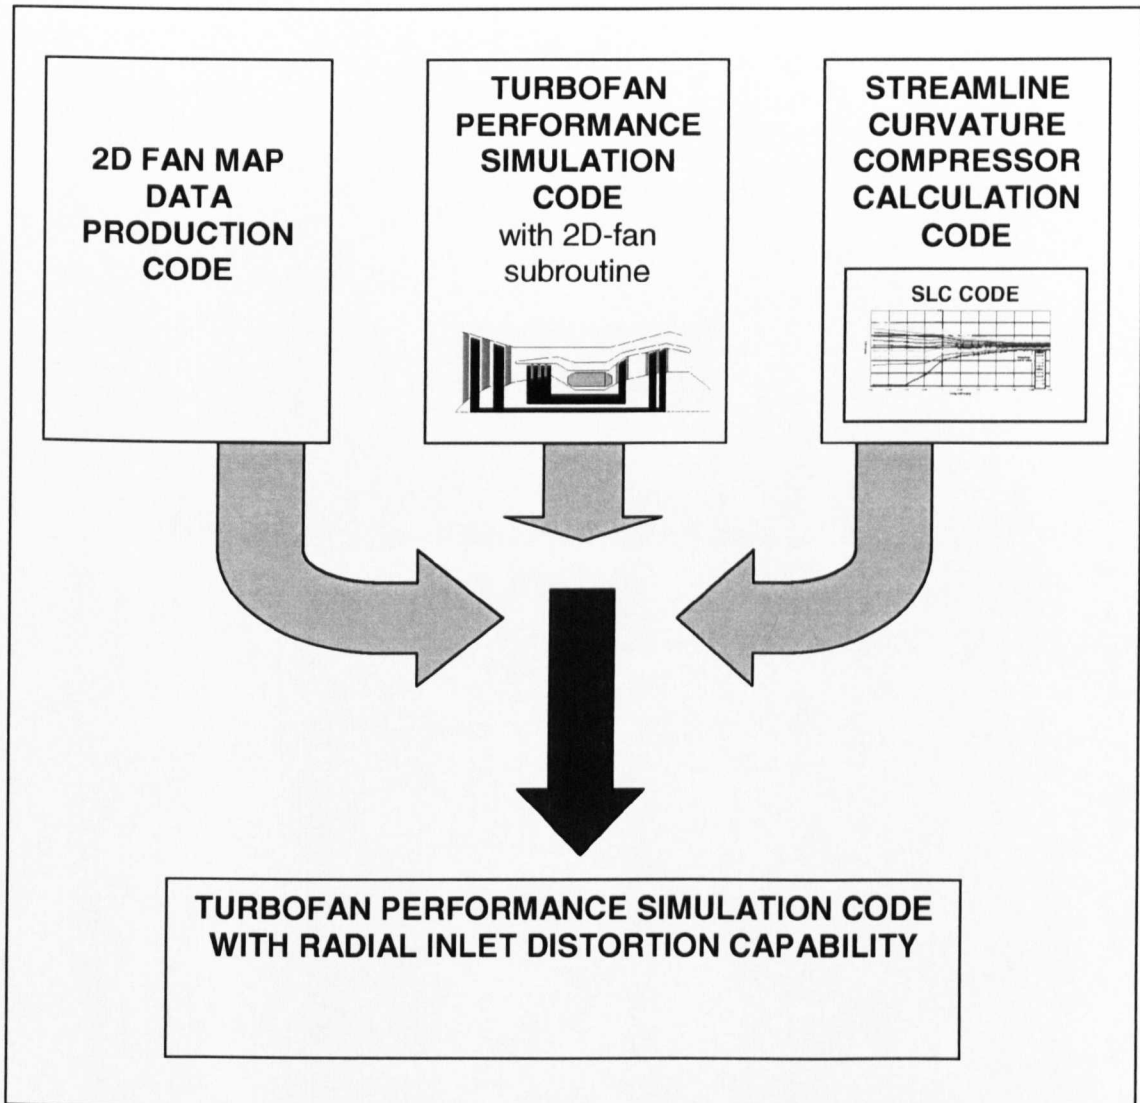 2D FAN MAP
DATA
PRODUCTION
CODE
TURBOFAN
PERFORMANCE
SIMULATION
CODE
with 2D-fan
subroutine
STREAMLINE
CURVATURE
COMPRESSOR
CALCULATION
CODE
SLC CODE
TURBOFAN PERFORMANCE SIMULATION CODE
WITH RADIAL INLET DISTORTION CAPABILITY